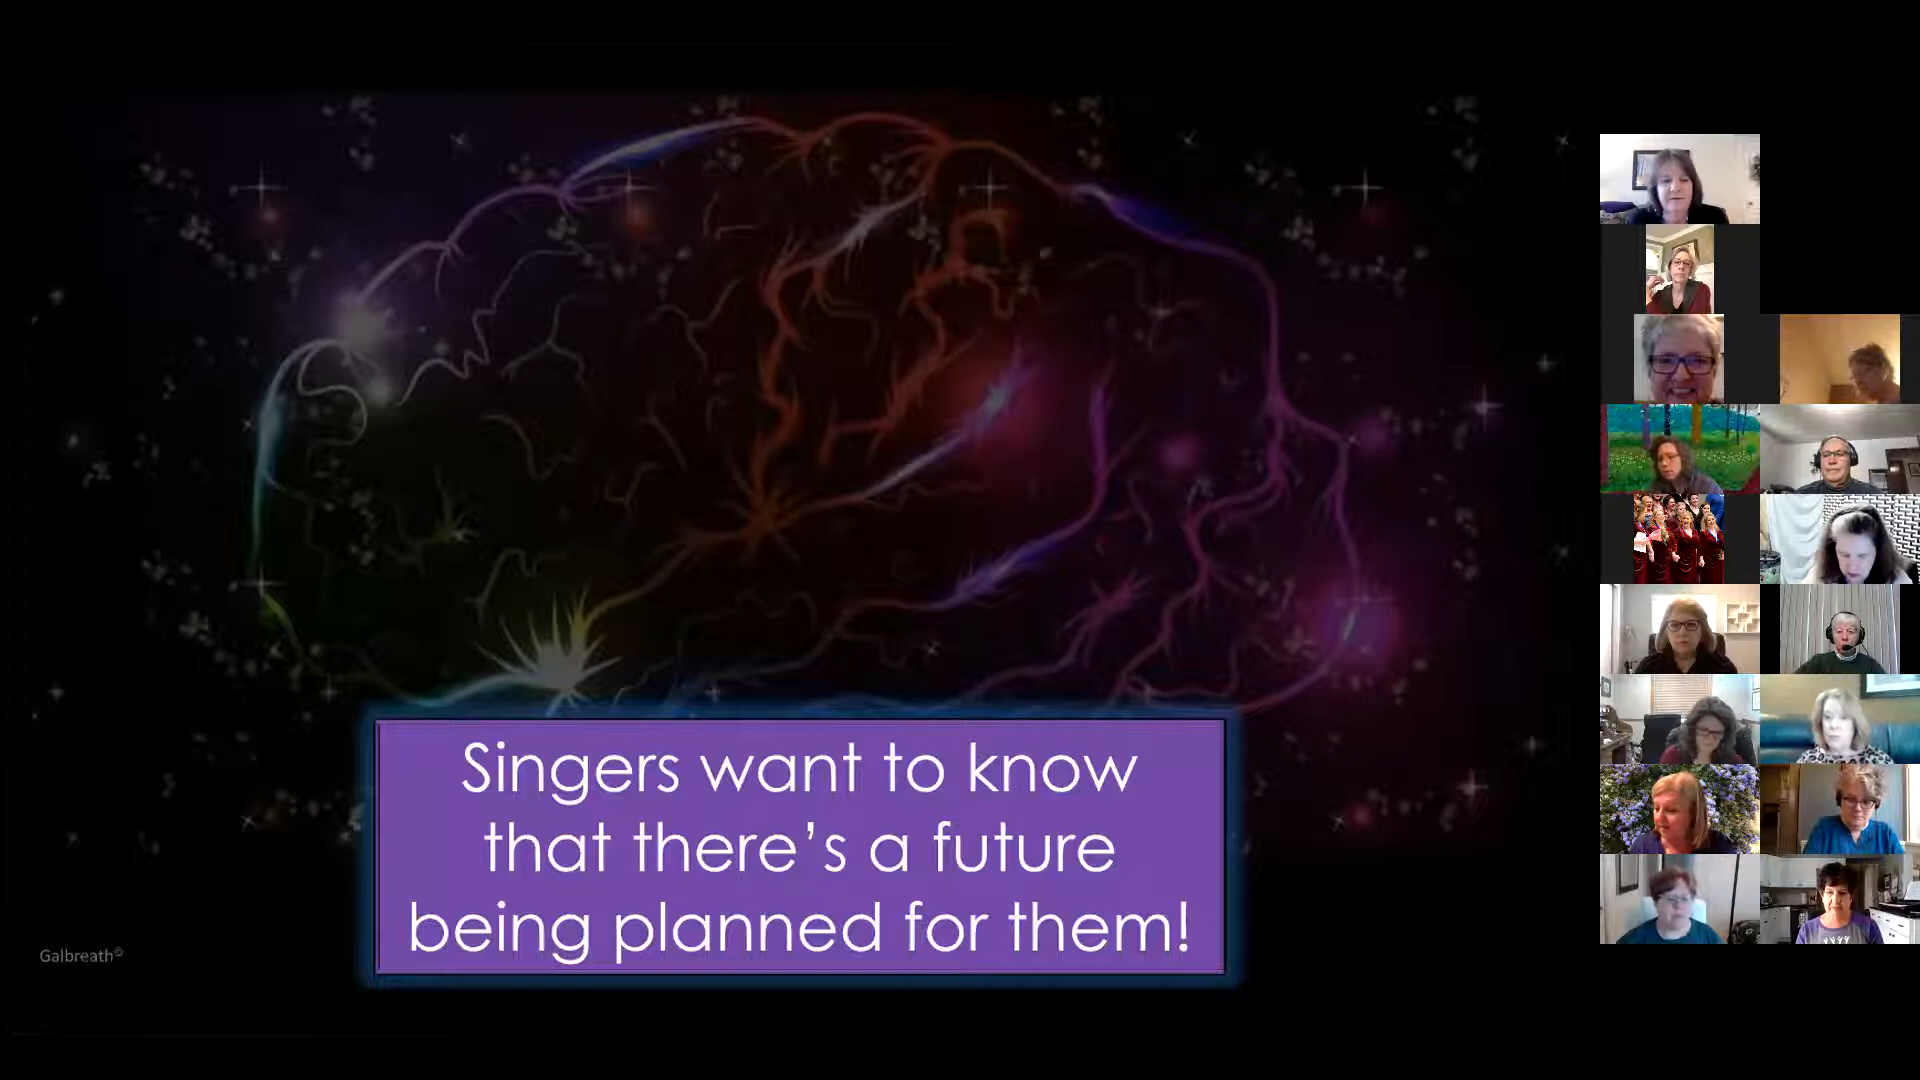 Singers want to know
that there's a future
being planned for them!
Galbreath©